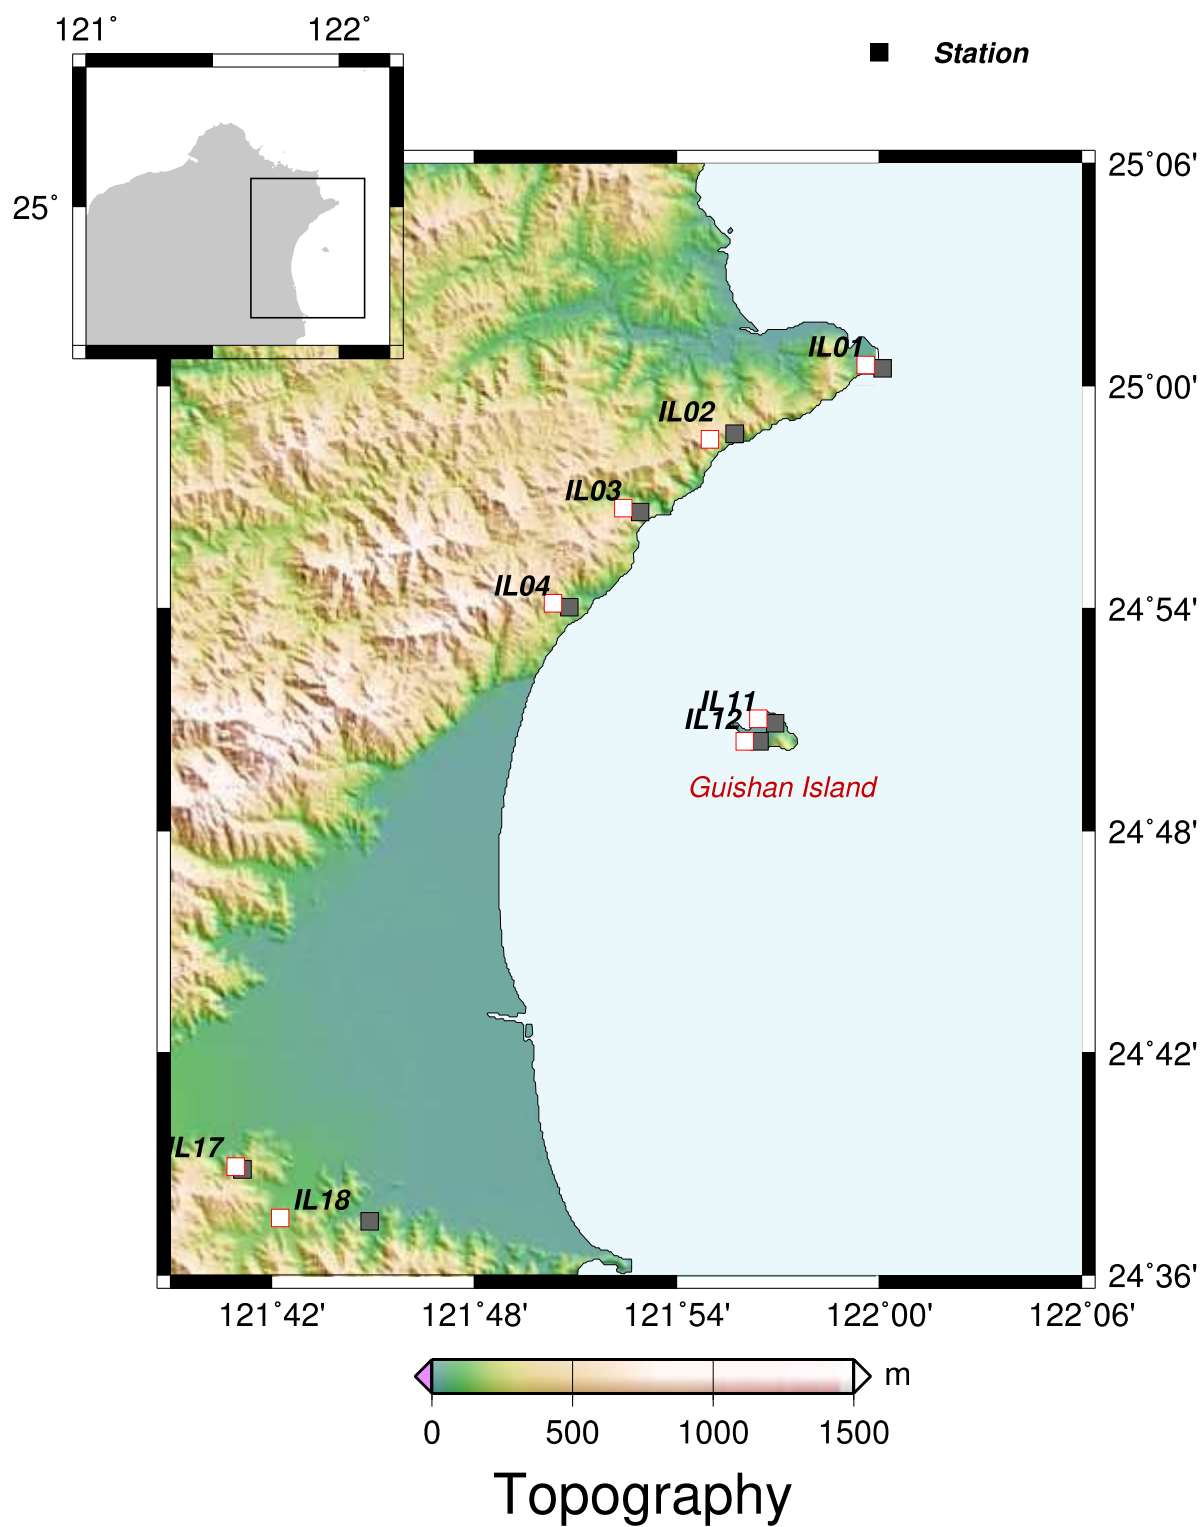 121˚ 122˚
Station
25˚06'
25˚
IL01
25˚00'
IL02
IL03
IL04
24˚54'
IL11
IL12
Guishan Island
24˚48'
24˚42'
IL17
IL18
24˚36'
121˚42' 121˚48' 121˚54' 122˚00' 122˚06'
m
0 500 1000 1500
Topography